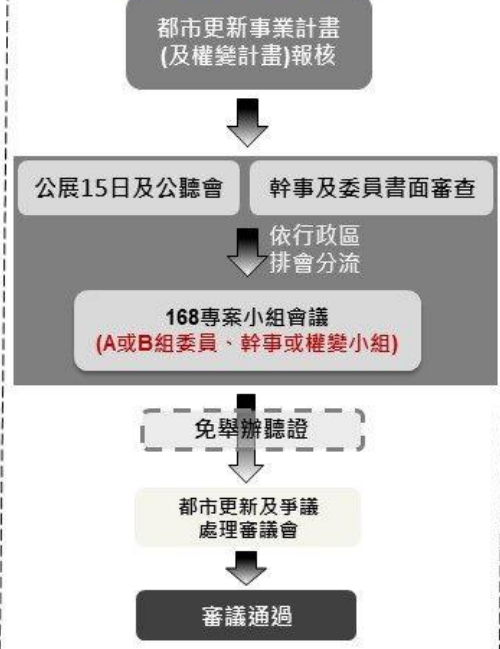 都市更新事業計畫
(及權變計畫)報核
公展15日及公聽會
幹事及委員書面審查
依行政區
排會分流
168專案小組會議
(A或B組委員、幹事或權變小組)
免舉辦聽證
都市更新及爭議
處理審議會
審議通過